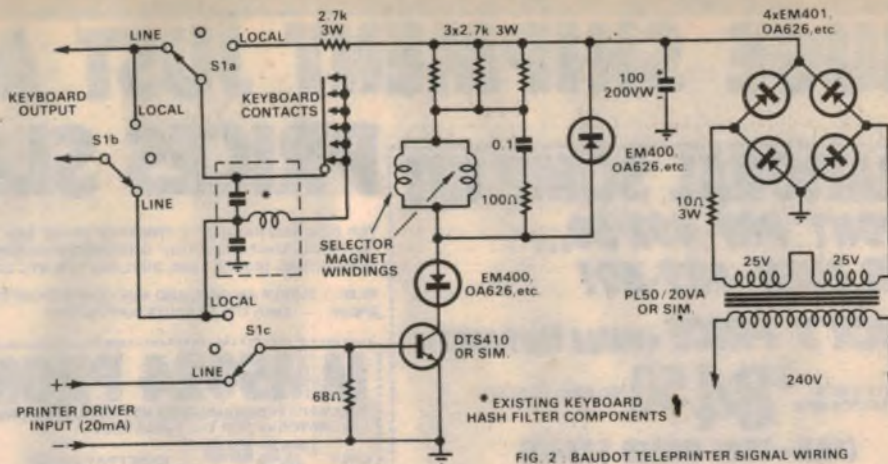 LINE
LOCAL
S1a
2.7k
3W
3x2.7k 3W
4xEM401,
OA626,etc.
KEYBOARD
OUTPUT
LOCAL
S1b
LINE
KEYBOARD
CONTACTS
*
100
200VW
+
-
0.1
100Ω
EM400,
OA626,etc.
10Ω
3W
SELECTOR
MAGNET
WINDINGS
EM400,
OA626,etc.
25V
25V
PL50/20VA
OR SIM.
LOCAL
S1c
LINE
DTS410
OR SIM.
240V
+
PRINTER DRIVER
INPUT (20mA)
-
68Ω
* EXISTING KEYBOARD
HASH FILTER COMPONENTS
FIG. 2 : BAUDOT TELEPRINTER SIGNAL WIRING